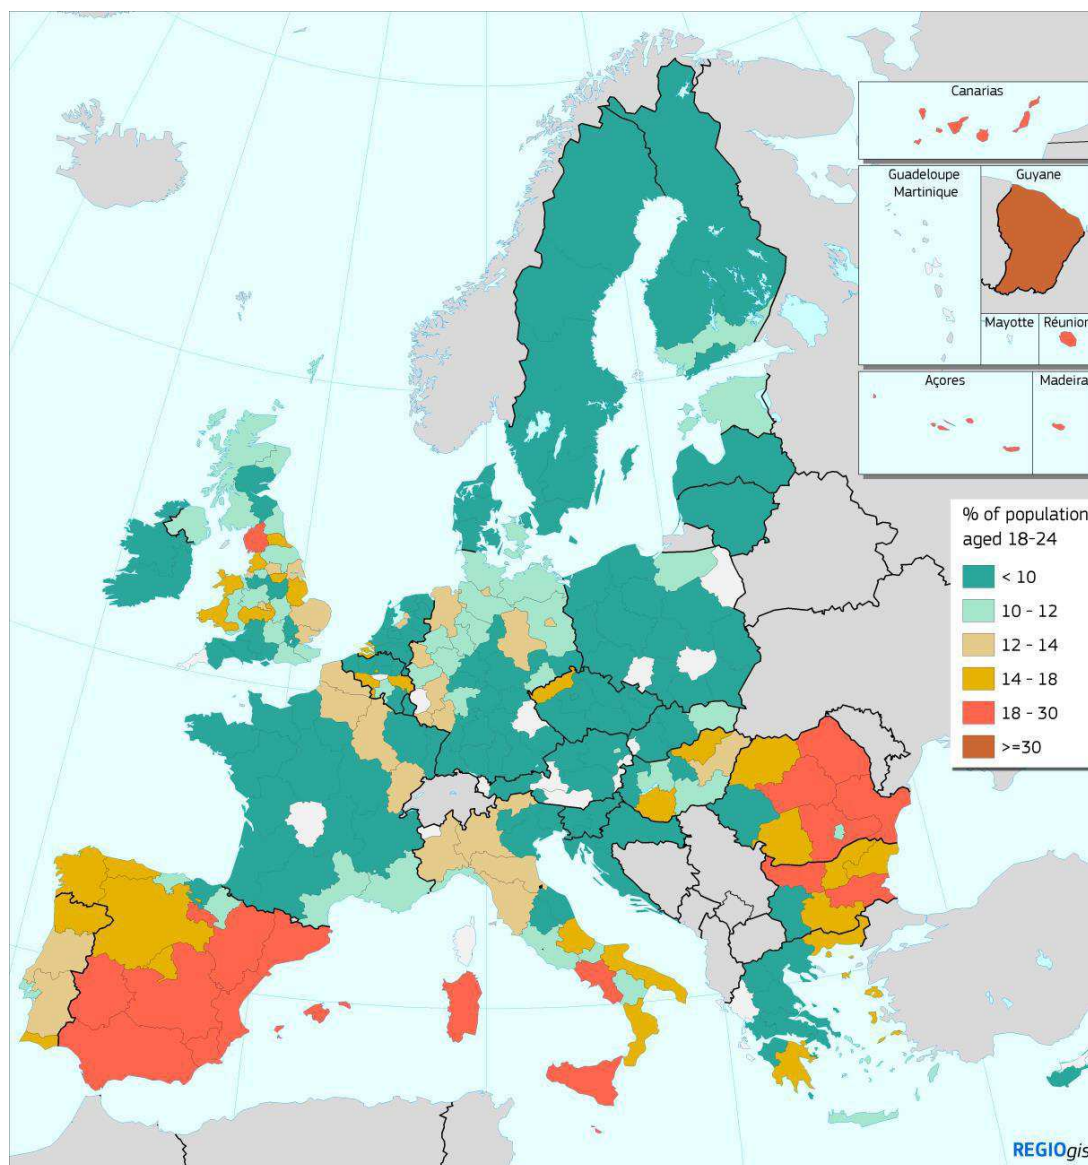 Canarias
Guadeloupe
Martinique
Guyane
Mayotte
Réunion
Açores
Madeira
% of population
aged 18-24
< 10
10 - 12
12 - 14
14 - 18
18 - 30
>=30
REGIOgis